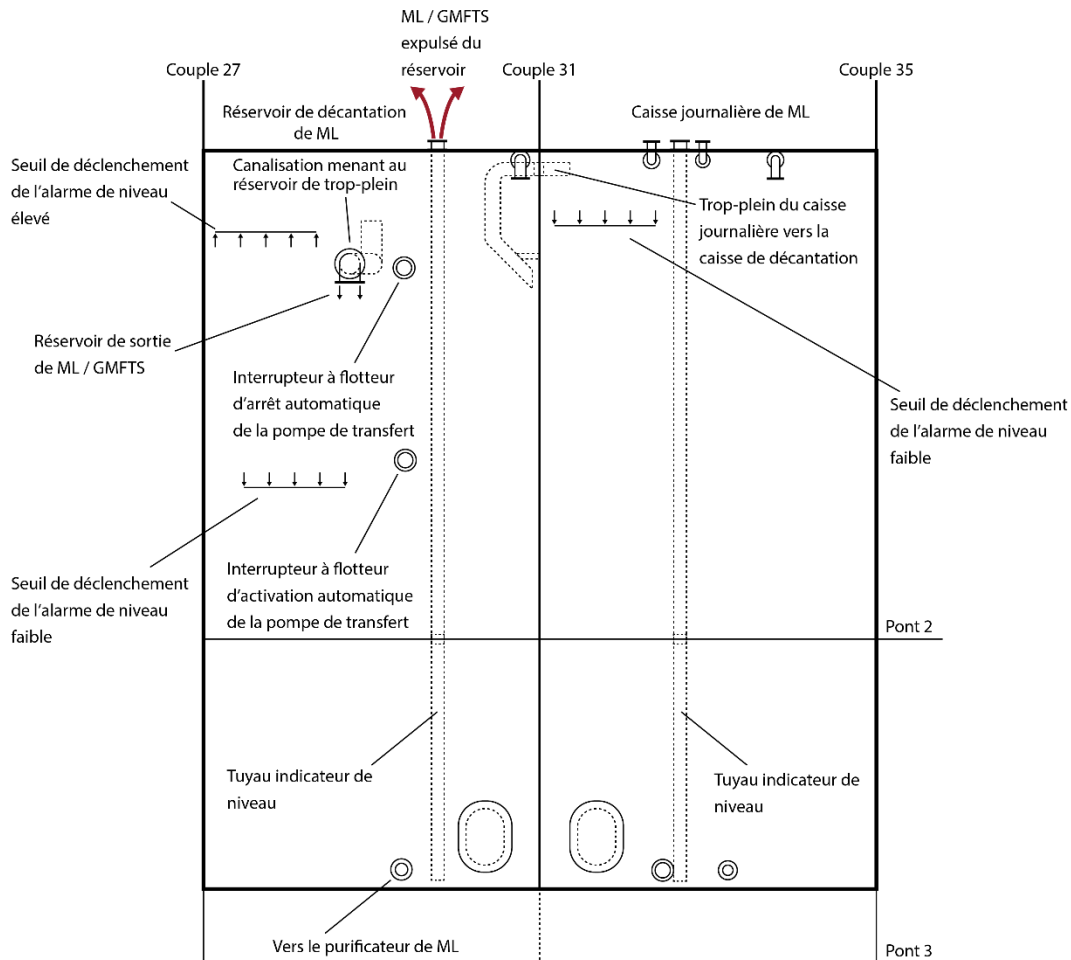 ML / GMFTS
expulsé du
réservoir
Couple 27
Couple 31
Couple 35
Réservoir de décantation
de ML
Caisse journalière de ML
Seuil de déclenchement
de l'alarme de niveau
élevé
Canalisation menant au
réservoir de trop-plein
Trop-plein du caisse
journalière vers la
caisse de décantation
Réservoir de sortie
de ML / GMFTS
Interrupteur à flotteur
d'arrêt automatique
de la pompe de transfert
Seuil de déclenchement
de l'alarme de niveau
faible
Seuil de déclenchement
de l'alarme de niveau
faible
Interrupteur à flotteur
d'activation automatique
de la pompe de transfert
Pont 2
Tuyau indicateur de
niveau
Tuyau indicateur de
niveau
Vers le purificateur de ML
Pont 3